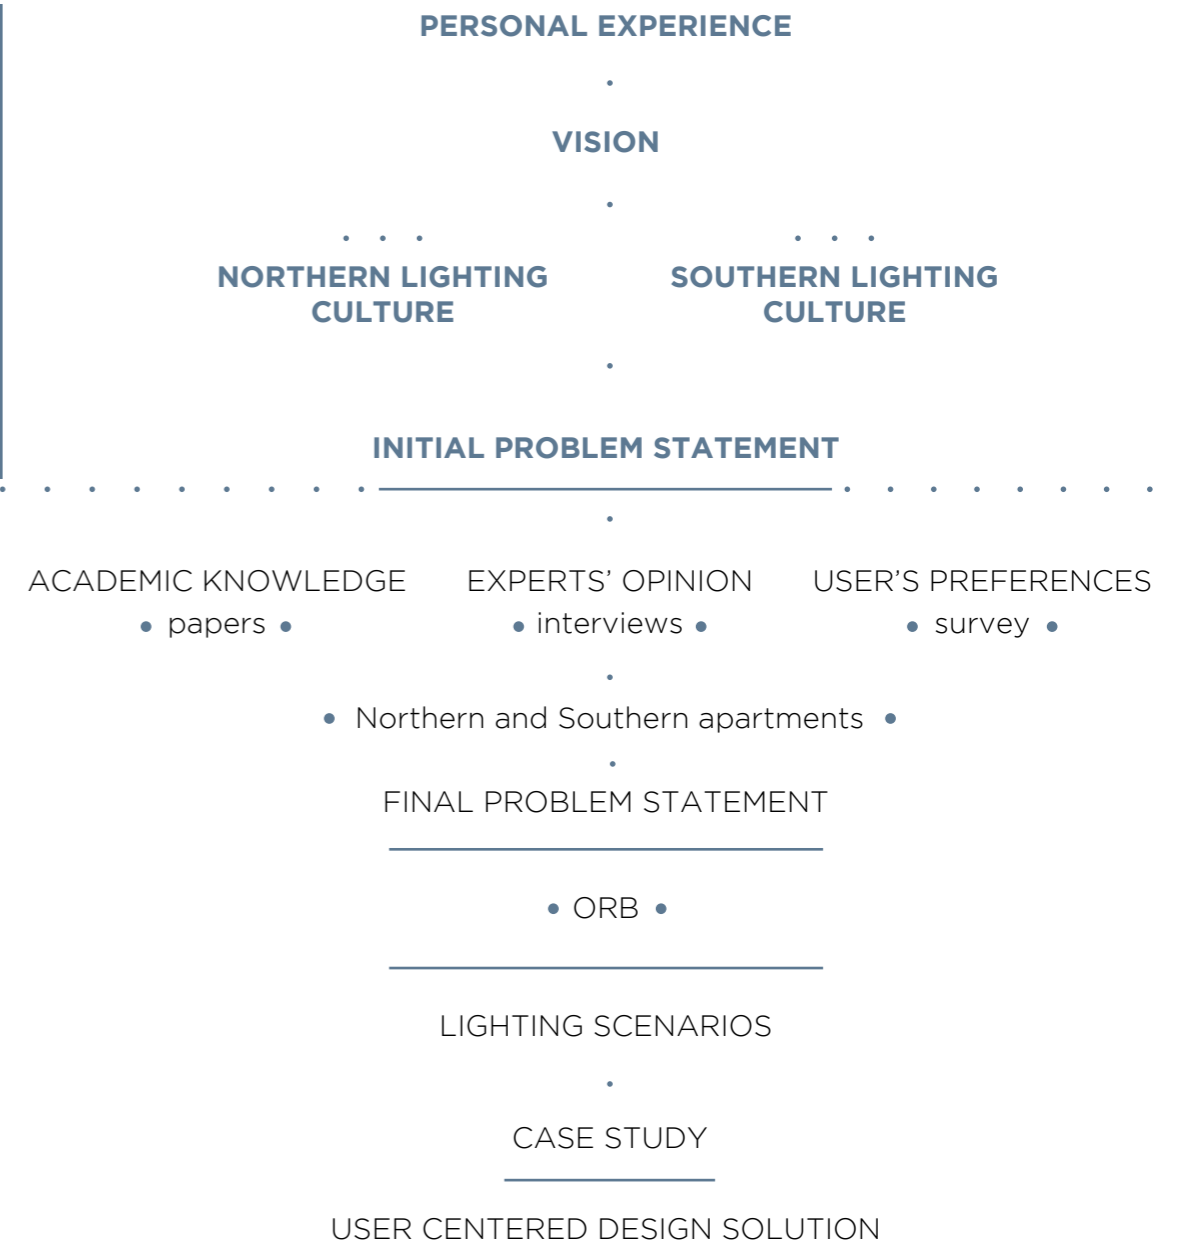 PERSONAL EXPERIENCE
VISION
NORTHERN LIGHTING
CULTURE
SOUTHERN LIGHTING
CULTURE
INITIAL PROBLEM STATEMENT
ACADEMIC KNOWLEDGE
• papers •
EXPERTS’ OPINION
• interviews •
USER’S PREFERENCES
• survey •
• Northern and Southern apartments •
FINAL PROBLEM STATEMENT
• ORB •
LIGHTING SCENARIOS
CASE STUDY
USER CENTERED DESIGN SOLUTION